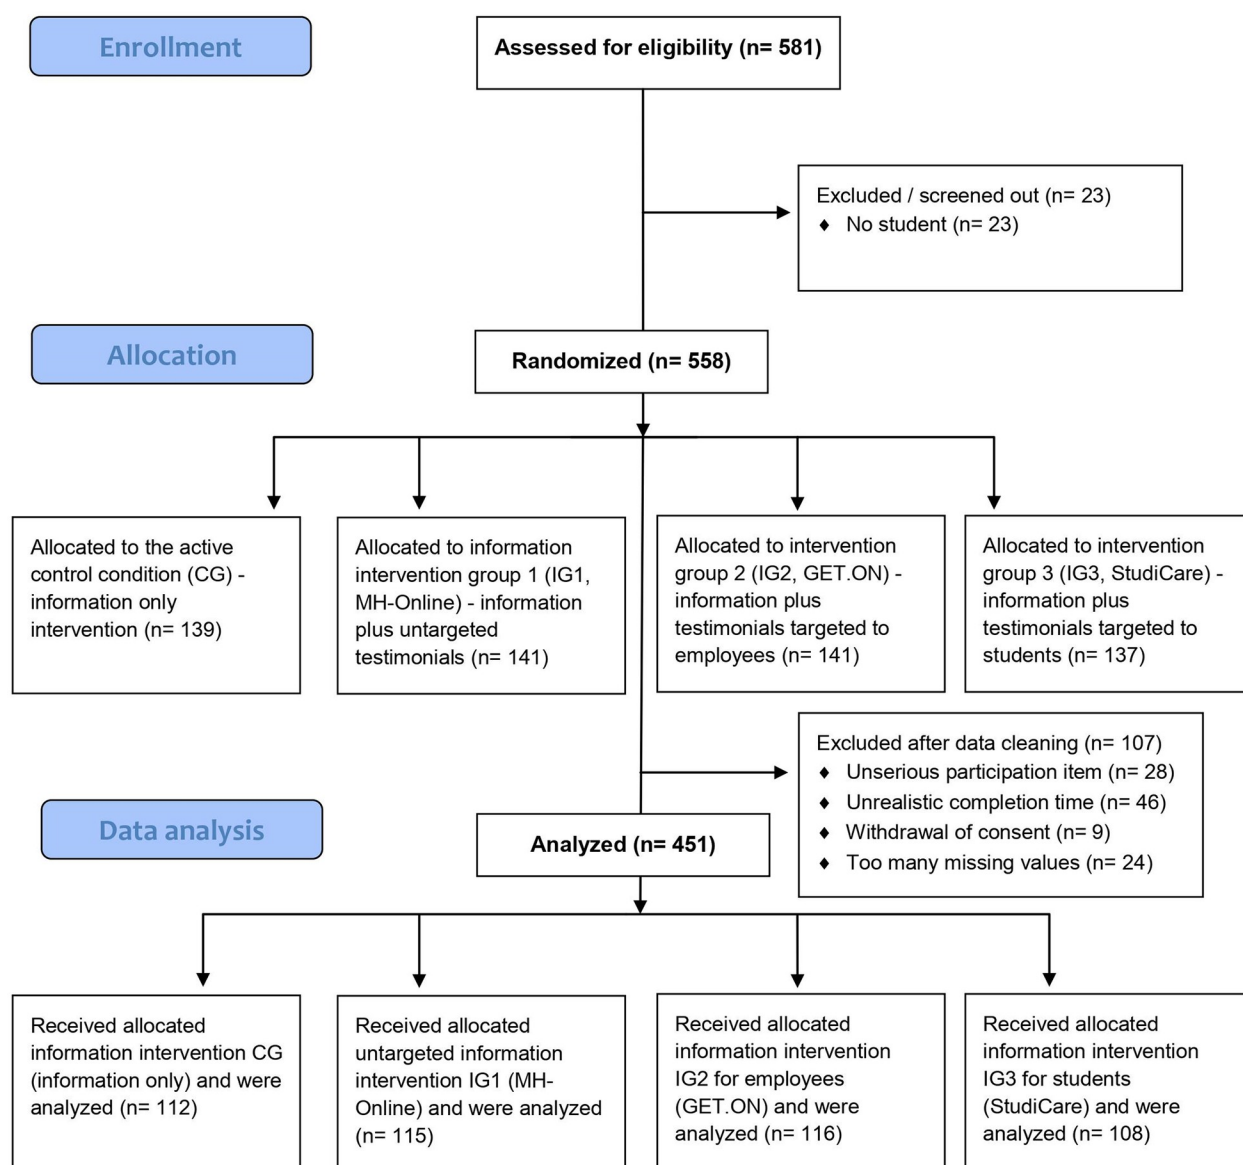 Enrollment
Assessed for eligibility (n= 581)
Excluded / screened out (n= 23)
♦ No student (n= 23)
Allocation
Randomized (n= 558)
Allocated to the active
control condition (CG) -
information only
intervention (n= 139)
Allocated to information
intervention group 1 (IG1,
MH-Online) - information
plus untargeted
testimonials (n= 141)
Allocated to intervention
group 2 (IG2, GET.ON) -
information plus
testimonials targeted to
employees (n= 141)
Allocated to intervention
group 3 (IG3, StudiCare) -
information plus
testimonials targeted to
students (n= 137)
Excluded after data cleaning (n= 107)
♦ Unserious participation item (n= 28)
♦ Unrealistic completion time (n= 46)
♦ Withdrawal of consent (n= 9)
♦ Too many missing values (n= 24)
Data analysis
Analyzed (n= 451)
Received allocated
information intervention CG
(information only) and were
analyzed (n= 112)
Received allocated
untargeted information
intervention IG1 (MH-
Online) and were analyzed
(n= 115)
Received allocated
information intervention
IG2 for employees
(GET.ON) and were
analyzed (n= 116)
Received allocated
information intervention
IG3 for students
(StudiCare) and were
analyzed (n= 108)